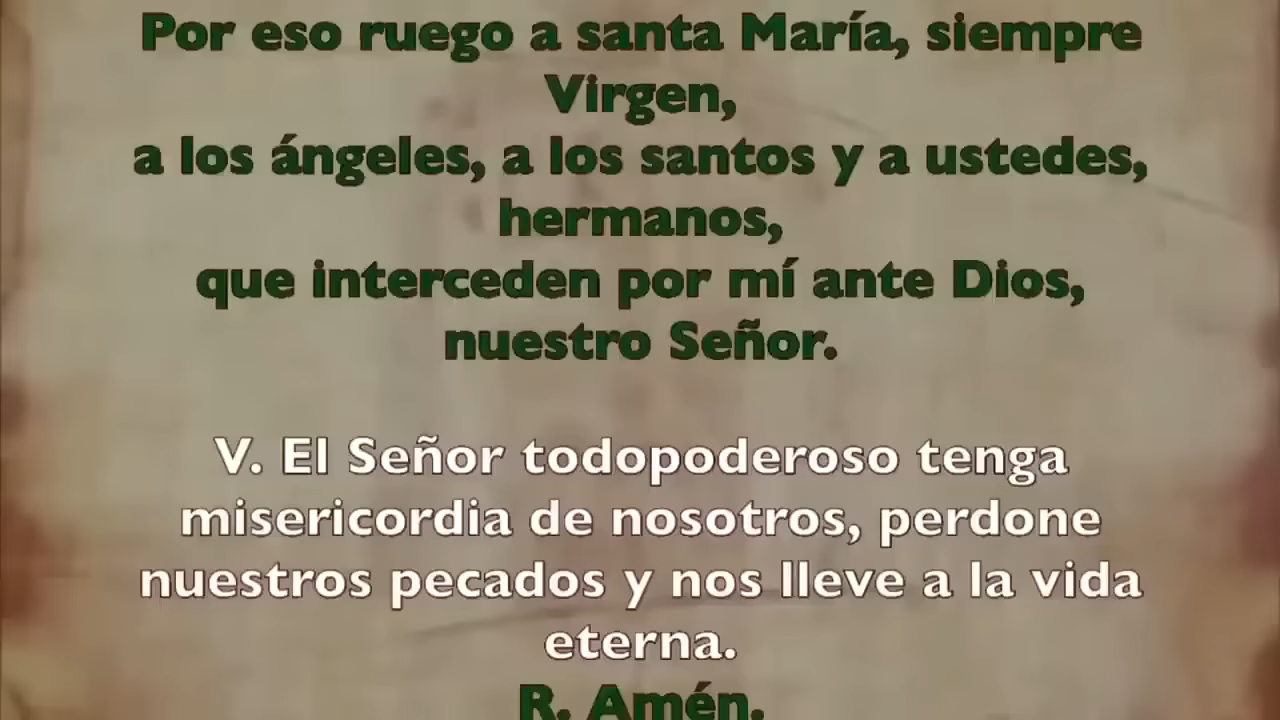 Por eso ruego a santa María, siempre
Virgen,
a los ángeles, a los santos y a ustedes,
hermanos,
que interceden por mí ante Dios,
nuestro Señor.
V. El Señor todopoderoso tenga
misericordia de nosotros, perdone
nuestros pecados y nos lleve a la vida
eterna.
R. Amén.